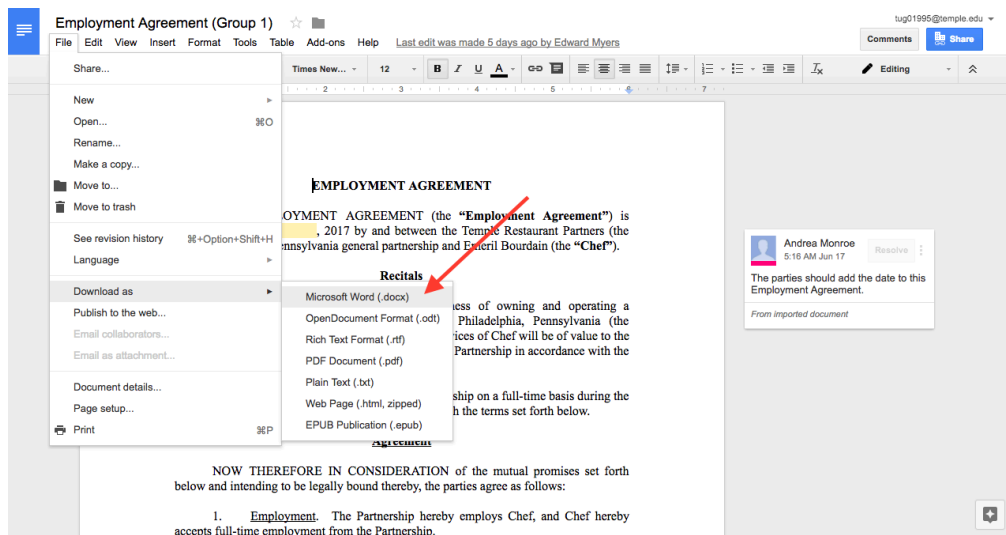 Employment Agreement (Group 1)
tug01995@temple.edu
File Edit View Insert Format Tools Table Add-ons Help Last edit was made 5 days ago by Edward Myers
Comments Share
Times New... 12 B I U A Editing
2 3 4 5 6 7
Share...
New
Open... ⌘O
Rename...
Make a copy...
Move to...
Move to trash
See revision history ⌘+Option+Shift+H
Language
Download as
Publish to the web...
Email collaborators...
Email as attachment...
Document details...
Page setup...
Print ⌘P
Microsoft Word (.docx)
OpenDocument Format (.odt)
Rich Text Format (.rtf)
PDF Document (.pdf)
Plain Text (.txt)
Web Page (.html, zipped)
EPUB Publication (.epub)
EMPLOYMENT AGREEMENT
OYMENT AGREEMENT (the “Employment Agreement”) is
, 2017 by and between the Temple Restaurant Partners (the
ennsylvania general partnership and Emeril Bourdain (the “Chef”).
Recitals
ness of owning and operating a
Philadelphia, Pennsylvania (the
vices of Chef will be of value to the
Partnership in accordance with the
ship on a full-time basis during the
h the terms set forth below.
Agreement
NOW THEREFORE IN CONSIDERATION of the mutual promises set forth
below and intending to be legally bound thereby, the parties agree as follows:
1. Employment. The Partnership hereby employs Chef, and Chef hereby
accepts full-time employment from the Partnership.
Andrea Monroe
5:16 AM Jun 17
Resolve
The parties should add the date to this
Employment Agreement.
From imported document